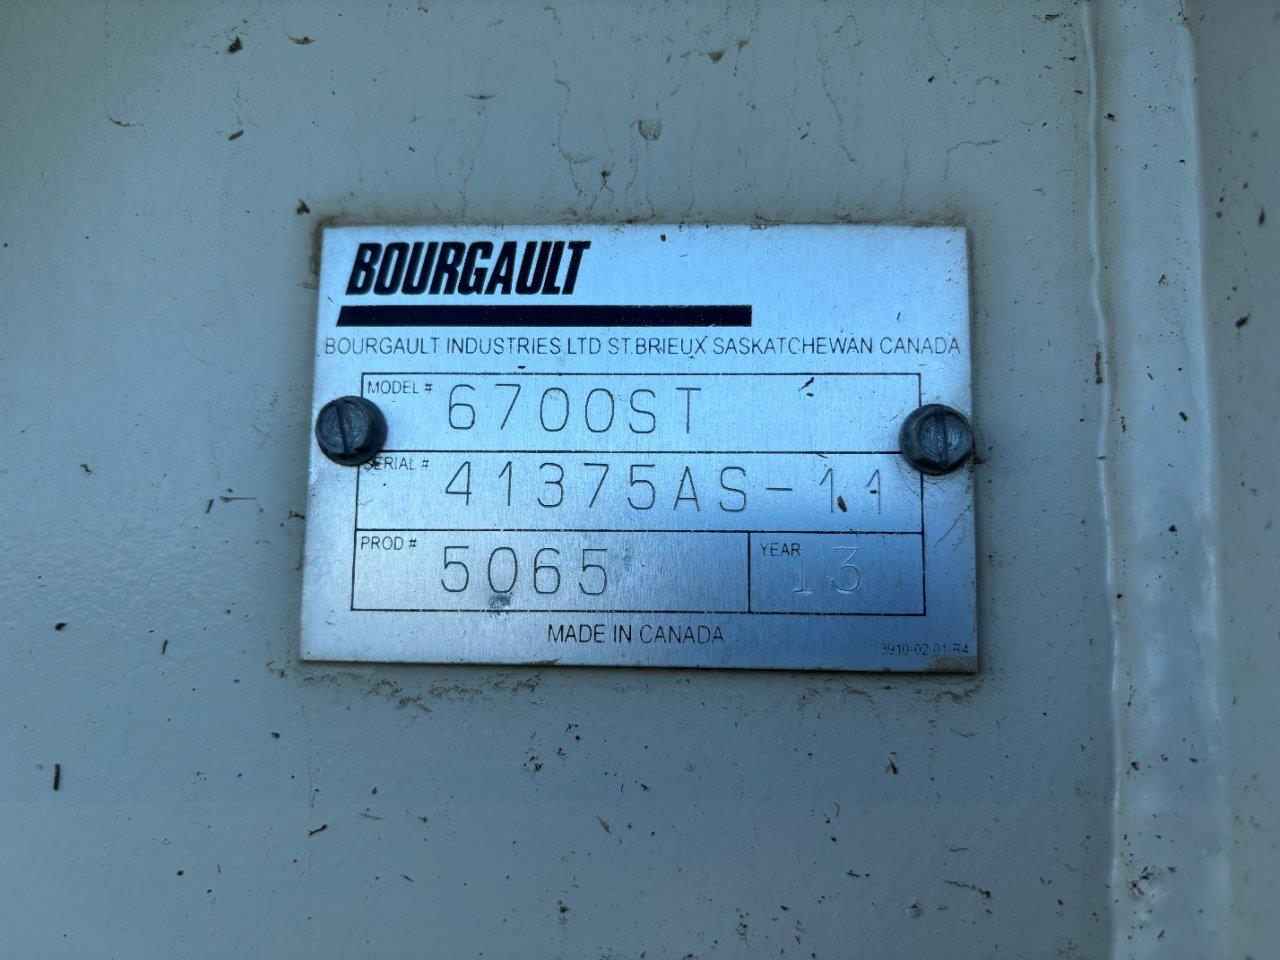 BOURGAULT
BOURGAULT INDUSTRIES LTD ST.BRIEUX SASKATCHEWAN CANADA
MODEL # 6700ST
SERIAL # 41375AS-11
PROD # 5065 YEAR 13
MADE IN CANADA
3910-02-01-R4